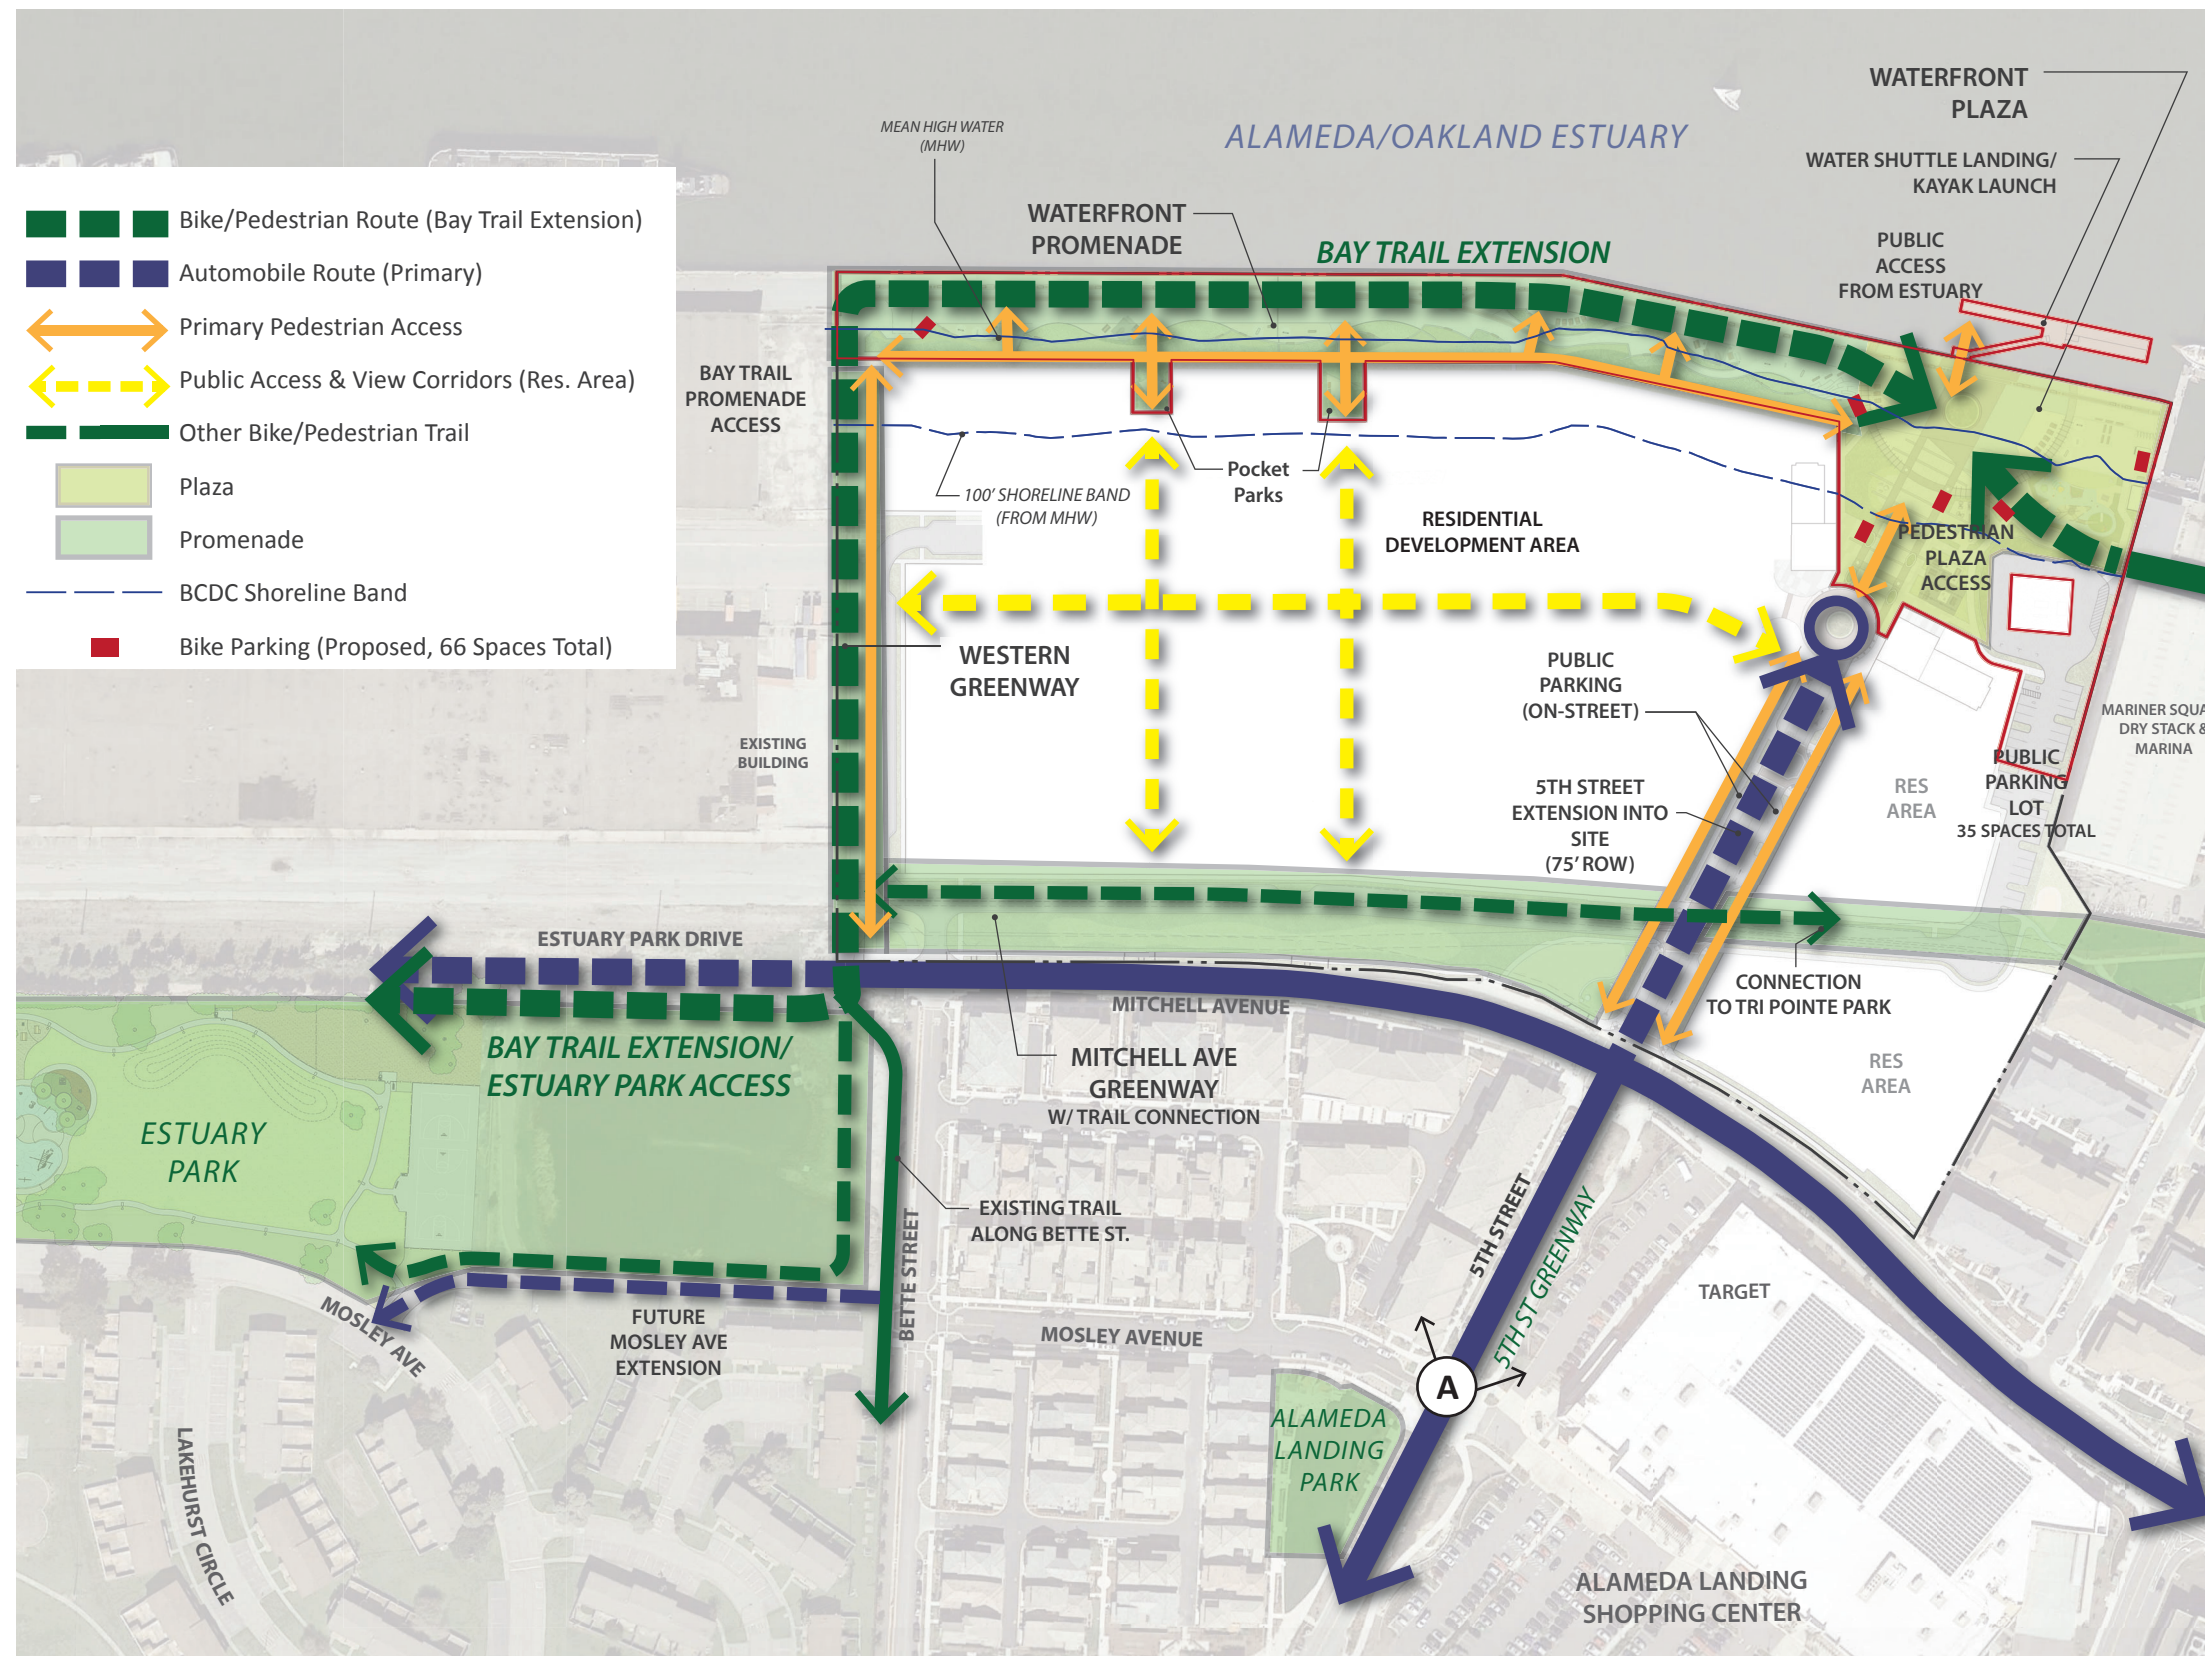 WATERFRONT
PLAZA
MEAN HIGH WATER
(MHW)
ALAMEDA/OAKLAND ESTUARY
WATER SHUTTLE LANDING/
KAYAK LAUNCH
WATERFRONT
PROMENADE
BAY TRAIL EXTENSION
PUBLIC
ACCESS
FROM ESTUARY
Bike/Pedestrian Route (Bay Trail Extension)
Automobile Route (Primary)
Primary Pedestrian Access
Public Access & View Corridors (Res. Area)
Other Bike/Pedestrian Trail
Plaza
Promenade
BCDC Shoreline Band
Bike Parking (Proposed, 66 Spaces Total)
BAY TRAIL
PROMENADE
ACCESS
Pocket
Parks
100' SHORELINE BAND
(FROM MHW)
RESIDENTIAL
DEVELOPMENT AREA
PEDESTRIAN
PLAZA
ACCESS
WESTERN
GREENWAY
PUBLIC
PARKING
(ON-STREET)
EXISTING
BUILDING
MARINER SQUA
DRY STACK &
MARINA
5TH STREET
EXTENSION INTO
SITE
(75' ROW)
RES
AREA
PUBLIC
PARKING
LOT
35 SPACES TOTAL
ESTUARY PARK DRIVE
CONNECTION
TO TRI POINTE PARK
MITCHELL AVENUE
BAY TRAIL EXTENSION/
ESTUARY PARK ACCESS
MITCHELL AVE
GREENWAY
W/ TRAIL CONNECTION
RES
AREA
ESTUARY
PARK
EXISTING TRAIL
ALONG BETTE ST.
BETTE STREET
5TH STREET
5TH ST GREENWAY
TARGET
MOSLEY AVE
FUTURE
MOSLEY AVE
EXTENSION
MOSLEY AVENUE
A
ALAMEDA
LANDING
PARK
LAKEHURST CIRCLE
ALAMEDA LANDING
SHOPPING CENTER